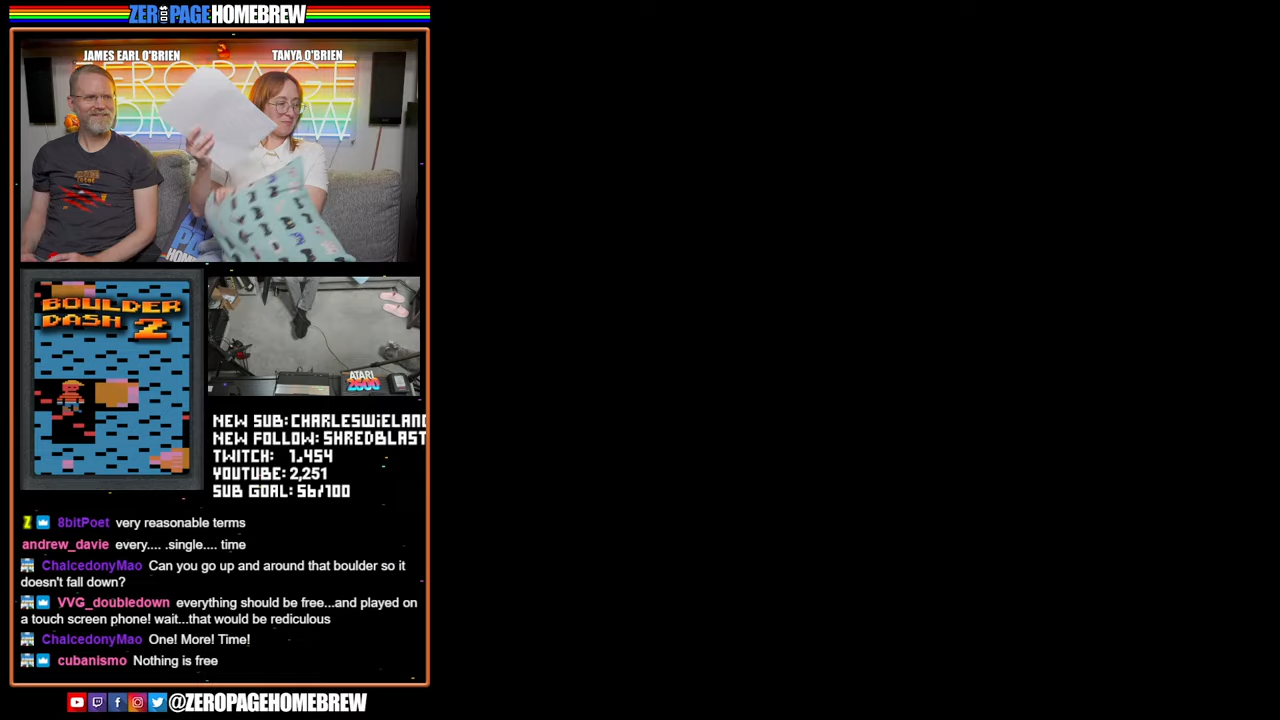 ZEROPAGE HOMEBREW
JAMES EARL O'BRIEN
TANYA O'BRIEN
BOULDER
DASH 2
ATARI
2600
NEW SUB: CHARLESWIELAND
NEW FOLLOW: SHREDBLAST
TWITCH: 1,454
YOUTUBE: 2,251
SUB GOAL: 56/100
8bitPoet very reasonable terms
andrew_davie every.... .single.... time
ChalcedonyMao Can you go up and around that boulder so it
doesn't fall down?
VVG_doubledown everything should be free...and played on
a touch screen phone! wait...that would be rediculous
ChalcedonyMao One! More! Time!
cubanismo Nothing is free
@ZEROPAGEHOMEBREW